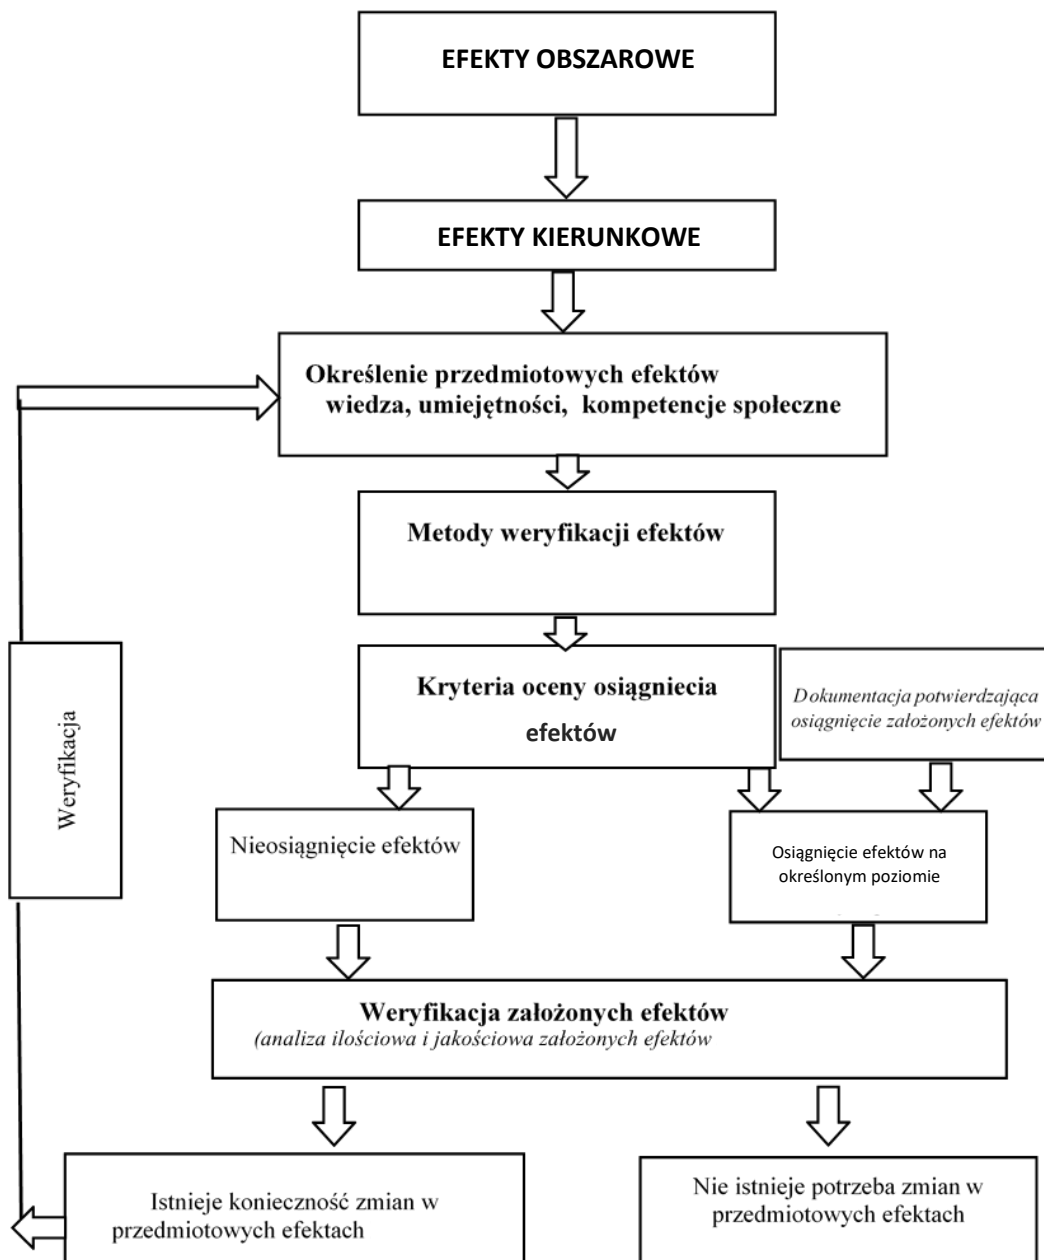 EFEKTY OBSZAROWE
EFEKTY KIERUNKOWE
Określenie przedmiotowych efektów
wiedza, umiejętności, kompetencje społeczne
Metody weryfikacji efektów
Kryteria oceny osiągniecia
efektów
Dokumentacja potwierdzająca
osiągnięcie założonych efektów
Weryfikacja
Nieosiągnięcie efektów
Osiągnięcie efektów na
określonym poziomie
Weryfikacja założonych efektów
(analiza ilościowa i jakościowa założonych efektów
Istnieje konieczność zmian w
przedmiotowych efektach
Nie istnieje potrzeba zmian w
przedmiotowych efektach